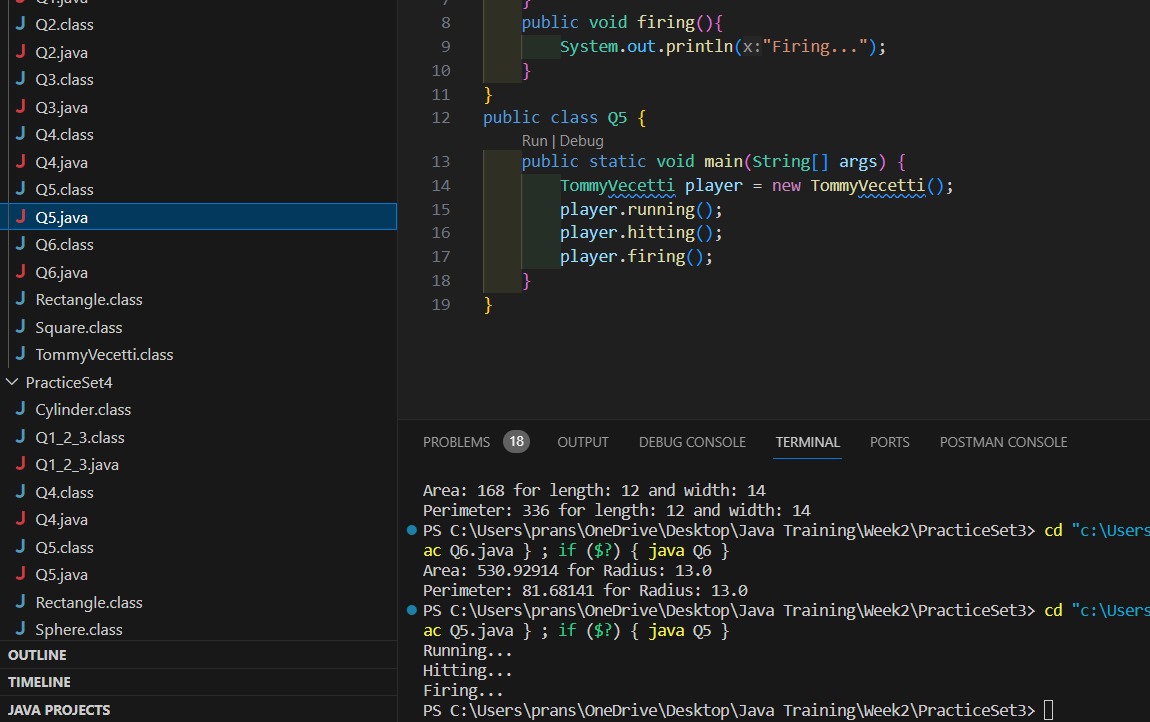 Q1.java
Q2.class
Q2.java
Q3.class
Q3.java
Q4.class
Q4.java
Q5.class
Q5.java
Q6.class
Q6.java
Rectangle.class
Square.class
TommyVecetti.class
PracticeSet4
Cylinder.class
Q1_2_3.class
Q1_2_3.java
Q4.class
Q4.java
Q5.class
Q5.java
Rectangle.class
Sphere.class
OUTLINE
TIMELINE
JAVA PROJECTS
7 }
8 public void firing(){
9 System.out.println(x:"Firing...");
10 }
11 }
12 public class Q5 {
Run | Debug
13 public static void main(String[] args) {
14 TommyVecetti player = new TommyVecetti();
15 player.running();
16 player.hitting();
17 player.firing();
18 }
19 }
PROBLEMS 18 OUTPUT DEBUG CONSOLE TERMINAL PORTS POSTMAN CONSOLE
Area: 168 for length: 12 and width: 14
Perimeter: 336 for length: 12 and width: 14
PS C:\Users\prans\OneDrive\Desktop\Java Training\Week2\PracticeSet3> cd "c:\Users
ac Q6.java } ; if ($?) { java Q6 }
Area: 530.92914 for Radius: 13.0
Perimeter: 81.68141 for Radius: 13.0
PS C:\Users\prans\OneDrive\Desktop\Java Training\Week2\PracticeSet3> cd "c:\Users
ac Q5.java } ; if ($?) { java Q5 }
Running...
Hitting...
Firing...
PS C:\Users\prans\OneDrive\Desktop\Java Training\Week2\PracticeSet3>